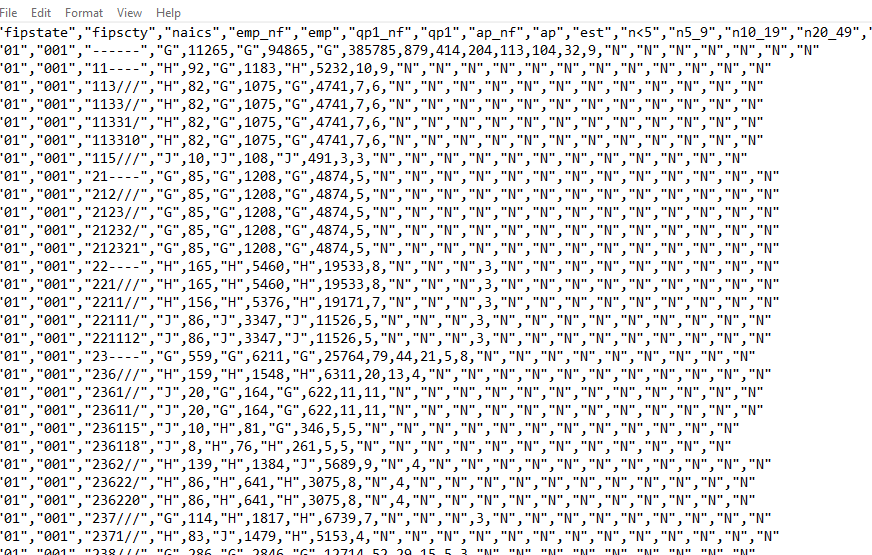 File Edit Format View Help
"fipstate","fipscty","naics","emp_nf","emp","qp1_nf","qp1","ap_nf","ap","est","n<5","n5_9","n10_19","n20_49","
"01","001","------","G",11265,"G",94865,"G",385785,879,414,204,113,104,32,9,"N","N","N","N","N","N","N"
"01","001","11----","H",92,"G",1183,"H",5232,10,9,"N","N","N","N","N","N","N","N","N","N","N","N"
"01","001","113///","H",82,"G",1075,"G",4741,7,6,"N","N","N","N","N","N","N","N","N","N","N","N"
"01","001","1133//","H",82,"G",1075,"G",4741,7,6,"N","N","N","N","N","N","N","N","N","N","N","N"
"01","001","11331/","H",82,"G",1075,"G",4741,7,6,"N","N","N","N","N","N","N","N","N","N","N","N"
"01","001","113310","H",82,"G",1075,"G",4741,7,6,"N","N","N","N","N","N","N","N","N","N","N","N"
"01","001","115///","J",10,"J",108,"J",491,3,3,"N","N","N","N","N","N","N","N","N","N","N","N"
"01","001","21----","G",85,"G",1208,"G",4874,5,"N","N","N","N","N","N","N","N","N","N","N","N","N"
"01","001","212///","G",85,"G",1208,"G",4874,5,"N","N","N","N","N","N","N","N","N","N","N","N","N"
"01","001","2123//","G",85,"G",1208,"G",4874,5,"N","N","N","N","N","N","N","N","N","N","N","N","N"
"01","001","21232/","G",85,"G",1208,"G",4874,5,"N","N","N","N","N","N","N","N","N","N","N","N","N"
"01","001","212321","G",85,"G",1208,"G",4874,5,"N","N","N","N","N","N","N","N","N","N","N","N","N"
"01","001","22----","H",165,"H",5460,"H",19533,8,"N","N","N",3,"N","N","N","N","N","N","N","N","N"
"01","001","221///","H",165,"H",5460,"H",19533,8,"N","N","N",3,"N","N","N","N","N","N","N","N","N"
"01","001","2211//","H",156,"H",5376,"H",19171,7,"N","N","N",3,"N","N","N","N","N","N","N","N","N"
"01","001","22111/","J",86,"J",3347,"J",11526,5,"N","N","N",3,"N","N","N","N","N","N","N","N","N"
"01","001","221112","J",86,"J",3347,"J",11526,5,"N","N","N",3,"N","N","N","N","N","N","N","N","N"
"01","001","23----","G",559,"G",6211,"G",25764,79,44,21,5,8,"N","N","N","N","N","N","N","N","N"
"01","001","236///","H",159,"H",1548,"H",6311,20,13,4,"N","N","N","N","N","N","N","N","N","N","N"
"01","001","2361//","J",20,"G",164,"G",622,11,11,"N","N","N","N","N","N","N","N","N","N","N","N"
"01","001","23611/","J",20,"G",164,"G",622,11,11,"N","N","N","N","N","N","N","N","N","N","N","N"
"01","001","236115","J",10,"H",81,"G",346,5,5,"N","N","N","N","N","N","N","N","N","N","N","N"
"01","001","236118","J",8,"H",76,"H",261,5,5,"N","N","N","N","N","N","N","N","N","N","N","N"
"01","001","2362//","H",139,"H",1384,"J",5689,9,"N",4,"N","N","N","N","N","N","N","N","N","N","N"
"01","001","23622/","H",86,"H",641,"H",3075,8,"N",4,"N","N","N","N","N","N","N","N","N","N","N"
"01","001","236220","H",86,"H",641,"H",3075,8,"N",4,"N","N","N","N","N","N","N","N","N","N","N"
"01","001","237///","G",114,"H",1817,"H",6739,7,"N","N",3,"N","N","N","N","N","N","N","N","N","N"
"01","001","2371//","H",83,"J",1479,"H",5153,4,"N","N","N","N","N","N","N","N","N","N","N","N","N"
"01","001","238///","G",286,"G",2846,"G",12714,52,29,15,5,3,"N","N","N","N","N","N","N","N","N"